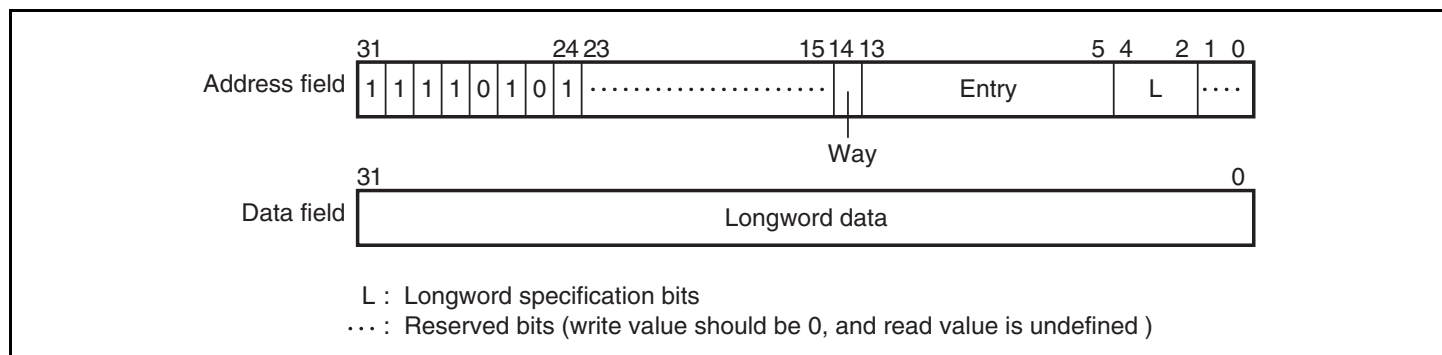 31 24 23 15 14 13 5 4 2 1 0
Address field 1 1 1 1 0 1 0 1 ........................ Entry L ....
Way
31 0
Data field Longword data
L : Longword specification bits
··· : Reserved bits (write value should be 0, and read value is undefined )